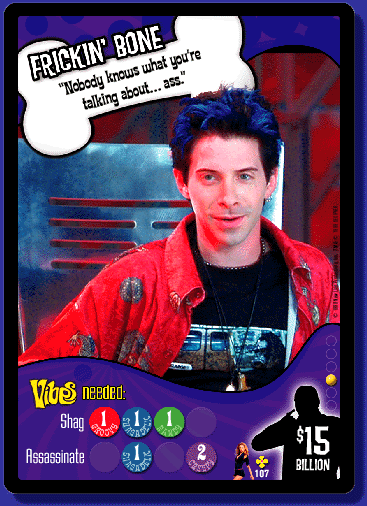 FRICKIN' BONE
"Nobody knows what you're
talking about... ass."
Vibes needed:
Shag 1 1 1
Assassinate 1 2
107
$15
BILLION